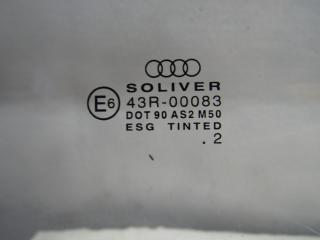 SOLIVER
E6 43R-00083
DOT 90 AS2 M50
ESG TINTED
. 2